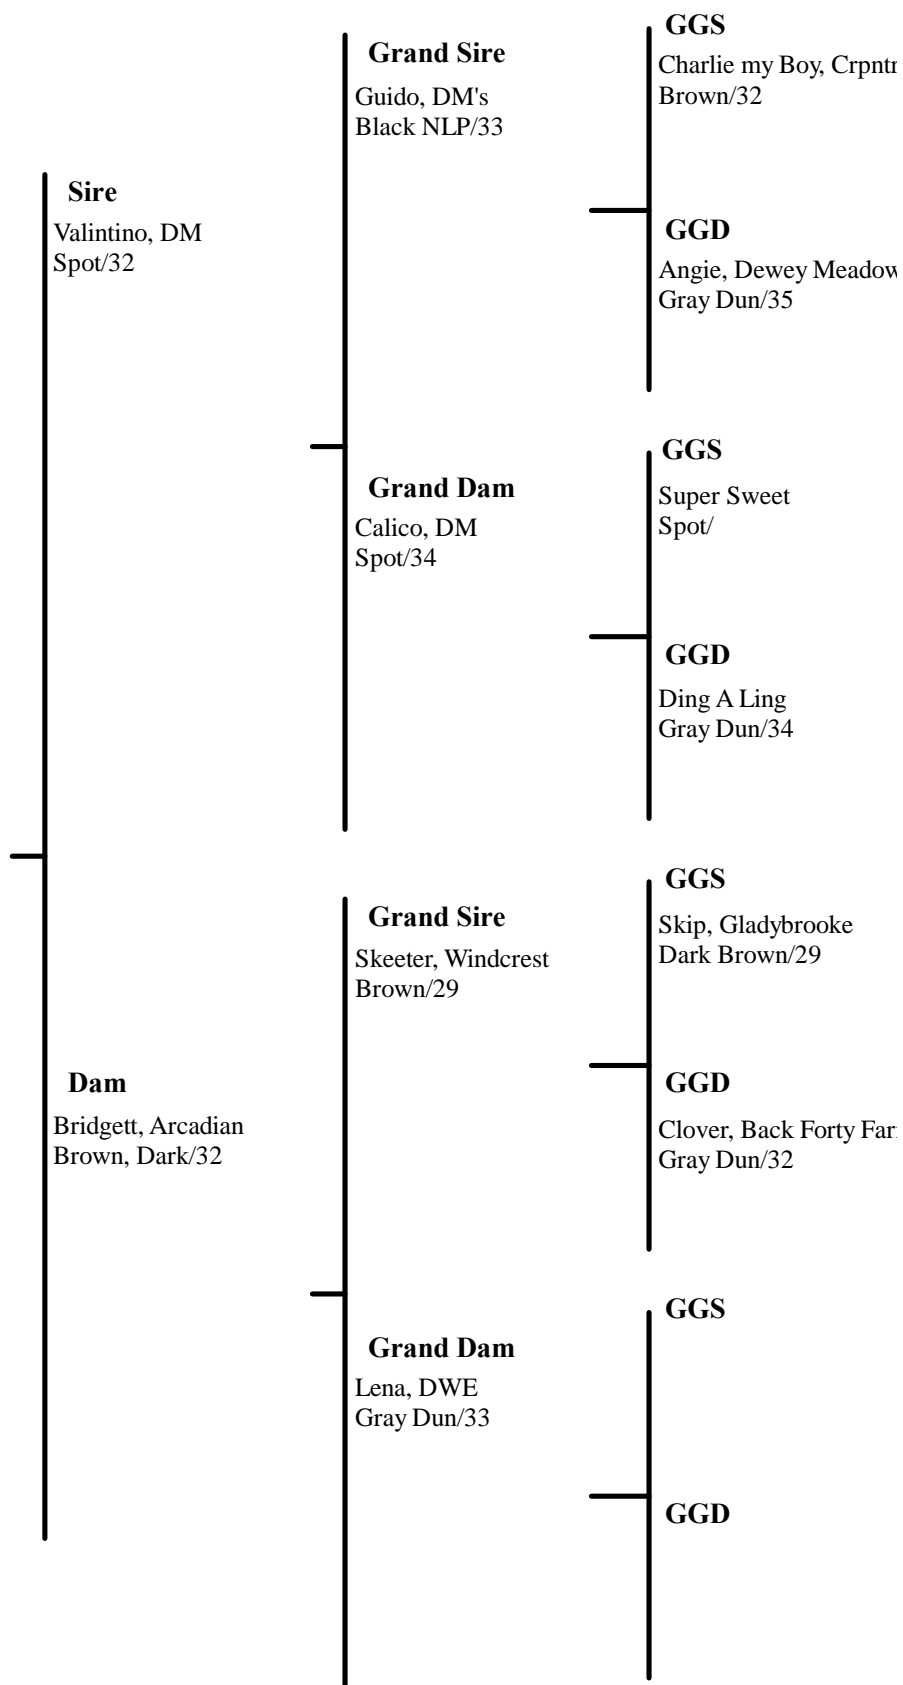 GGS
Charlie my Boy,
Brown/32
Grand Sire
Guido, DM's
Black NLP/33
Sire
Valintino, DM
Spot/32
GGD
Angie, Dewey Meadow
Gray Dun/35
GGS
Super Sweet
Spot/
Grand Dam
Calico, DM
Spot/34
GGD
Ding A Ling
Gray Dun/34
GGS
Skip, Gladybrooke
Dark Brown/29
Grand Sire
Skeeter, Windcrest
Brown/29
Dam
Bridgett, Arcadian
Brown, Dark/32
GGD
Clover, Back Forty
Gray Dun/32
GGS
Grand Dam
Lena, DWE
Gray Dun/33
GGD